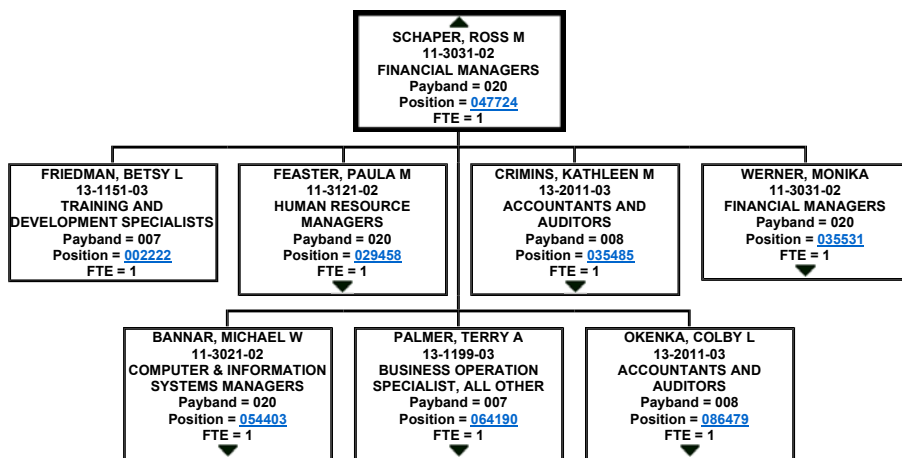 SCHAPER, ROSS M
11-3031-02
FINANCIAL MANAGERS
Payband = 020
Position = 047724
FTE = 1
FRIEDMAN, BETSY L
13-1151-03
TRAINING AND
DEVELOPMENT SPECIALISTS
Payband = 007
Position = 002222
FTE = 1
FEASTER, PAULA M
11-3121-02
HUMAN RESOURCE
MANAGERS
Payband = 020
Position = 029458
FTE = 1
CRIMINS, KATHLEEN M
13-2011-03
ACCOUNTANTS AND
AUDITORS
Payband = 008
Position = 035485
FTE = 1
WERNER, MONIKA
11-3031-02
FINANCIAL MANAGERS
Payband = 020
Position = 035531
FTE = 1
BANNAR, MICHAEL W
11-3021-02
COMPUTER & INFORMATION
SYSTEMS MANAGERS
Payband = 020
Position = 054403
FTE = 1
PALMER, TERRY A
13-1199-03
BUSINESS OPERATION
SPECIALIST, ALL OTHER
Payband = 007
Position = 064190
FTE = 1
OKENKA, COLBY L
13-2011-03
ACCOUNTANTS AND
AUDITORS
Payband = 008
Position = 086479
FTE = 1